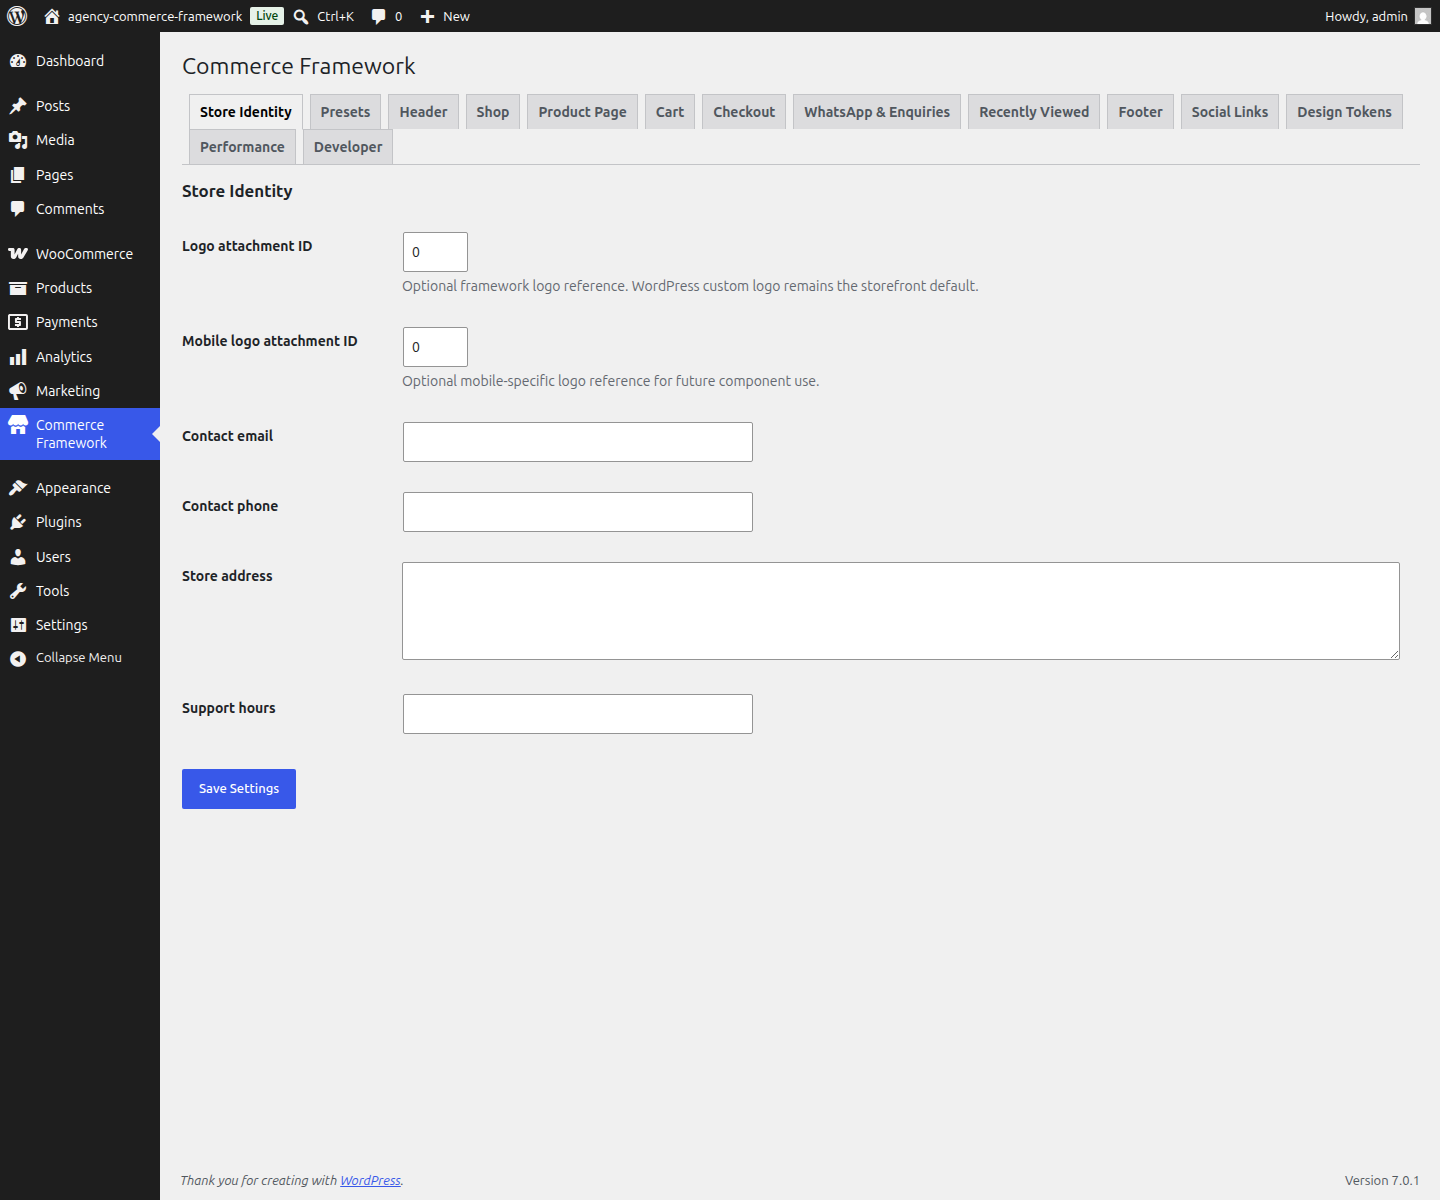 agency-commerce-framework Live Ctrl+K 0 New Howdy, admin
Dashboard
Posts
Media
Pages
Comments
WooCommerce
Products
Payments
Analytics
Marketing
Commerce
Framework
Appearance
Plugins
Users
Tools
Settings
Collapse Menu
Commerce Framework
Store Identity Presets Header Shop Product Page Cart Checkout WhatsApp & Enquiries Recently Viewed Footer Social Links Design Tokens
Performance Developer
Store Identity
Logo attachment ID 0
Optional framework logo reference. WordPress custom logo remains the storefront default.
Mobile logo attachment ID 0
Optional mobile-specific logo reference for future component use.
Contact email
Contact phone
Store address
Support hours
Save Settings
Thank you for creating with WordPress. Version 7.0.1